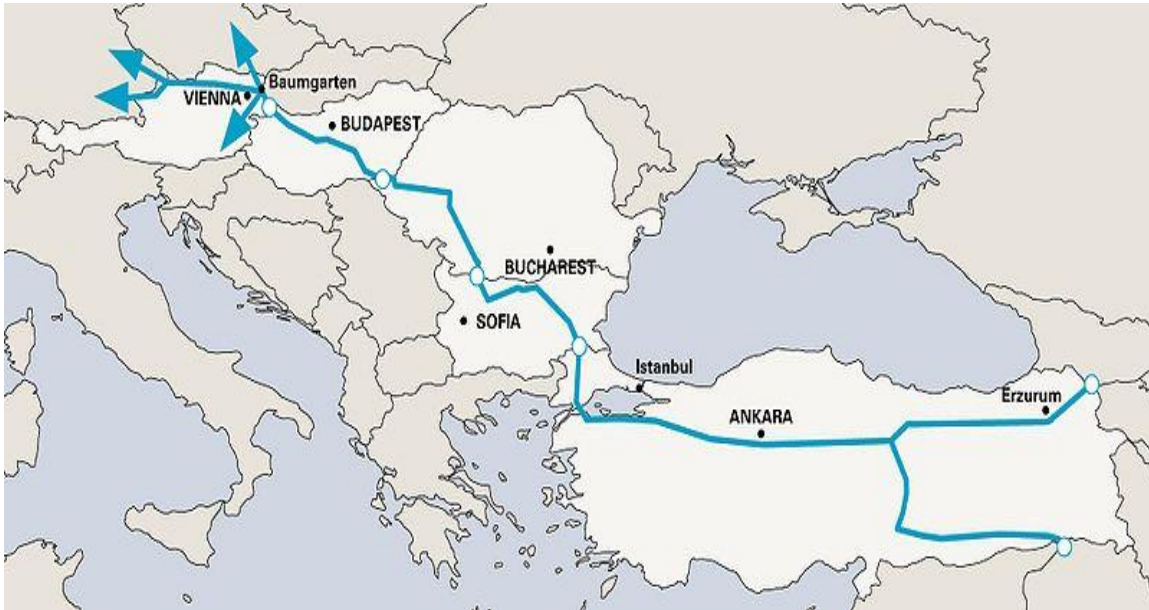 Baumgarten
VIENNA
BUDAPEST
BUCHAREST
SOFIA
Istanbul
Erzurum
ANKARA